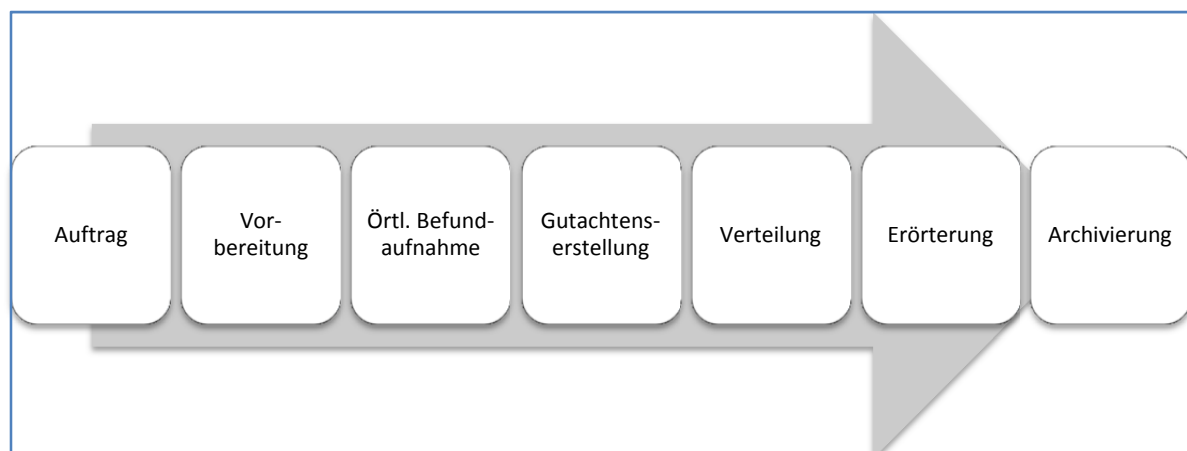 Auftrag
Vor-
bereitung
Örtl. Befund-
aufnahme
Gutachtens-
erstellung
Verteilung
Erörterung
Archivierung